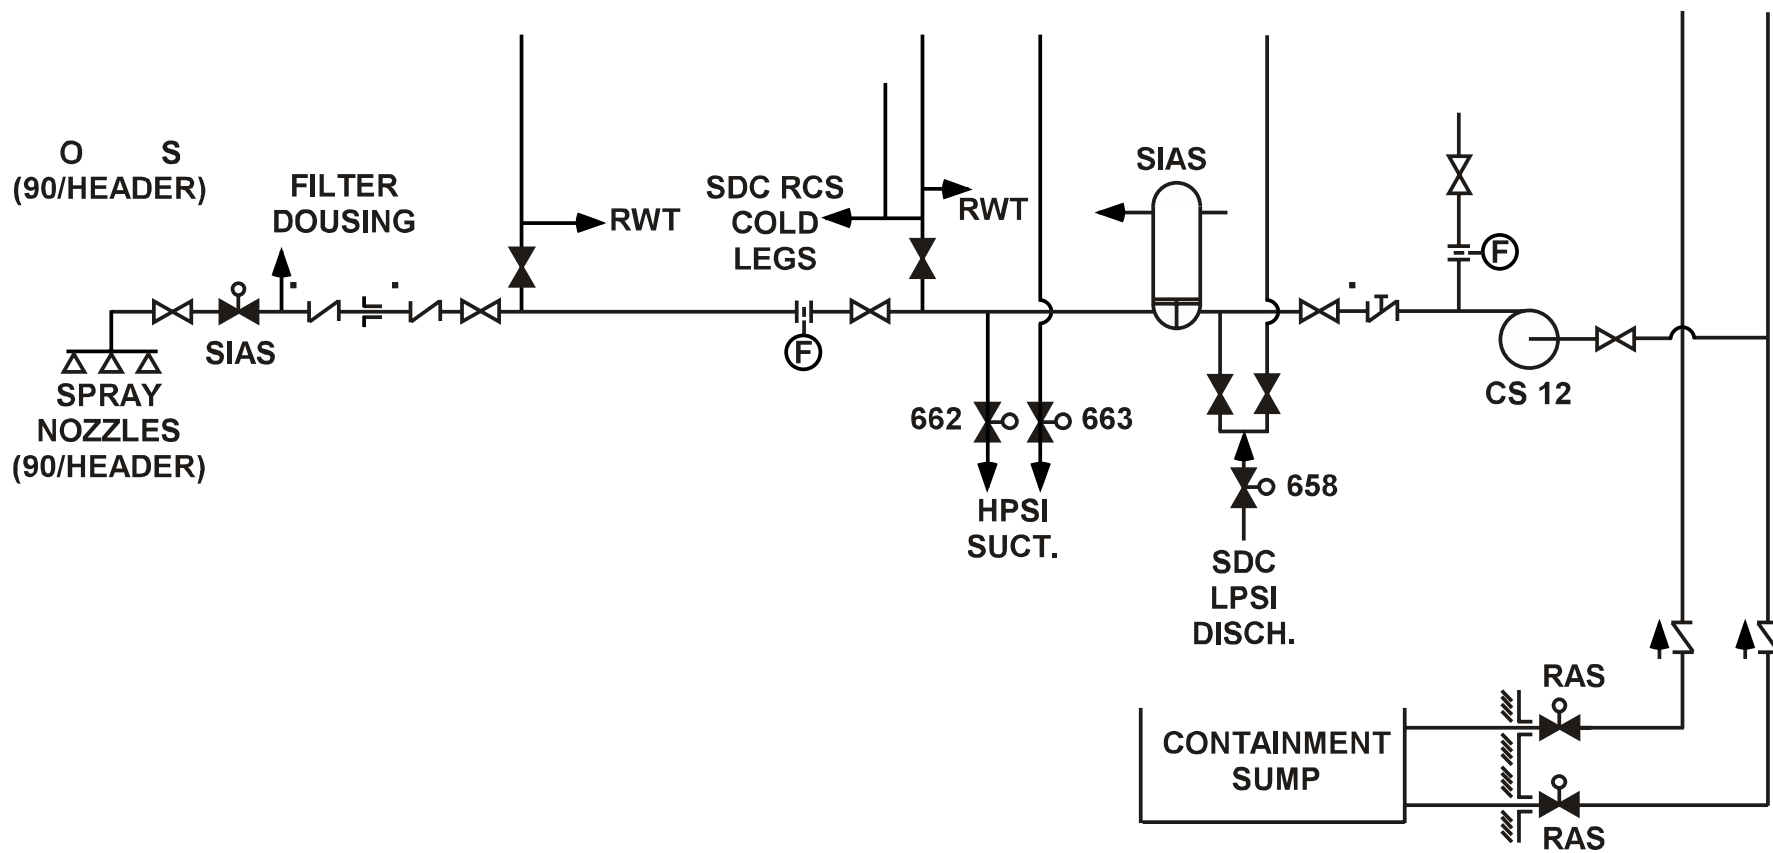 O S
(90/HEADER)
FILTER
DOUSING
RWT
SDC RCS
COLD
LEGS
RWT
SIAS
F
SIAS
F
SPRAY
NOZZLES
(90/HEADER)
662
663
HPSI
SUCT.
658
SDC
LPSI
DISCH.
CS 12
RAS
CONTAINMENT
SUMP
RAS